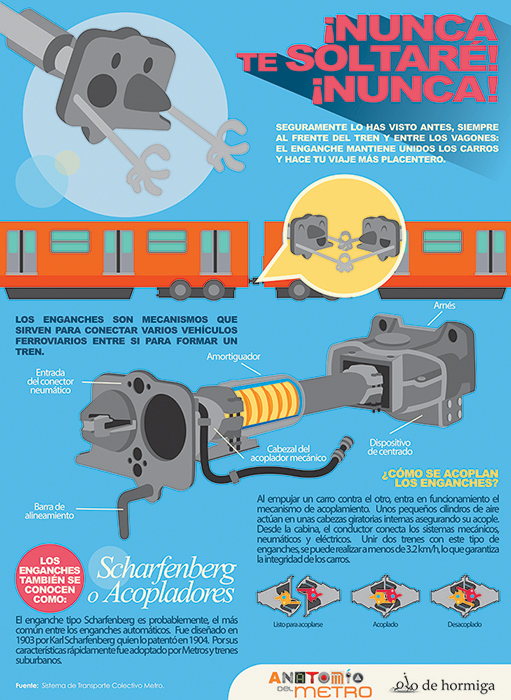 ¡NUNCA
TE SOLTARÉ!
¡NUNCA!
SEGURAMENTE LO HAS VISTO ANTES, SIEMPRE
AL FRENTE DEL TREN Y ENTRE LOS VAGONES:
EL ENGANCHE MANTIENE UNIDOS LOS CARROS
Y HACE TU VIAJE MÁS PLACENTERO.
LOS ENGANCHES SON MECANISMOS QUE
SIRVEN PARA CONECTAR VARIOS VEHÍCULOS
FERROVIARIOS ENTRE SI PARA FORMAR UN
TREN.
Arnés
Amortiguador
Entrada
del conector
neumático
Cabezal del
acoplador mecánico
Dispositivo
de centrado
Barra de
alineamiento
¿CÓMO SE ACOPLAN
LOS ENGANCHES?
Al empujar un carro contra el otro, entra en funcionamiento el
mecanismo de acoplamiento. Unos pequeños cilindros de aire
actúan en unas cabezas giratorias internas asegurando su acople.
Desde la cabina, el conductor conecta los sistemas mecánicos,
neumáticos y eléctricos. Unir dos trenes con este tipo de
enganches, se puede realizar a menos de 3.2 km/h, lo que garantiza
la integridad de los carros.
Listo para acoplarse
Acoplado
Desacoplado
LOS
ENGANCHES
TAMBIÉN SE
CONOCEN
COMO:
Scharfenberg
o Acopladores
El enganche tipo Scharfenberg es probablemente, el más
común entre los enganches automáticos. Fue diseñado en
1903 por Karl Scharfenberg quien lo patentó en 1904. Por sus
características rápidamente fue adoptado por Metros y trenes
suburbanos.
Fuente: Sistema de Transporte Colectivo Metro.
ANATOMÍA
DEL METRO
ojo de hormiga